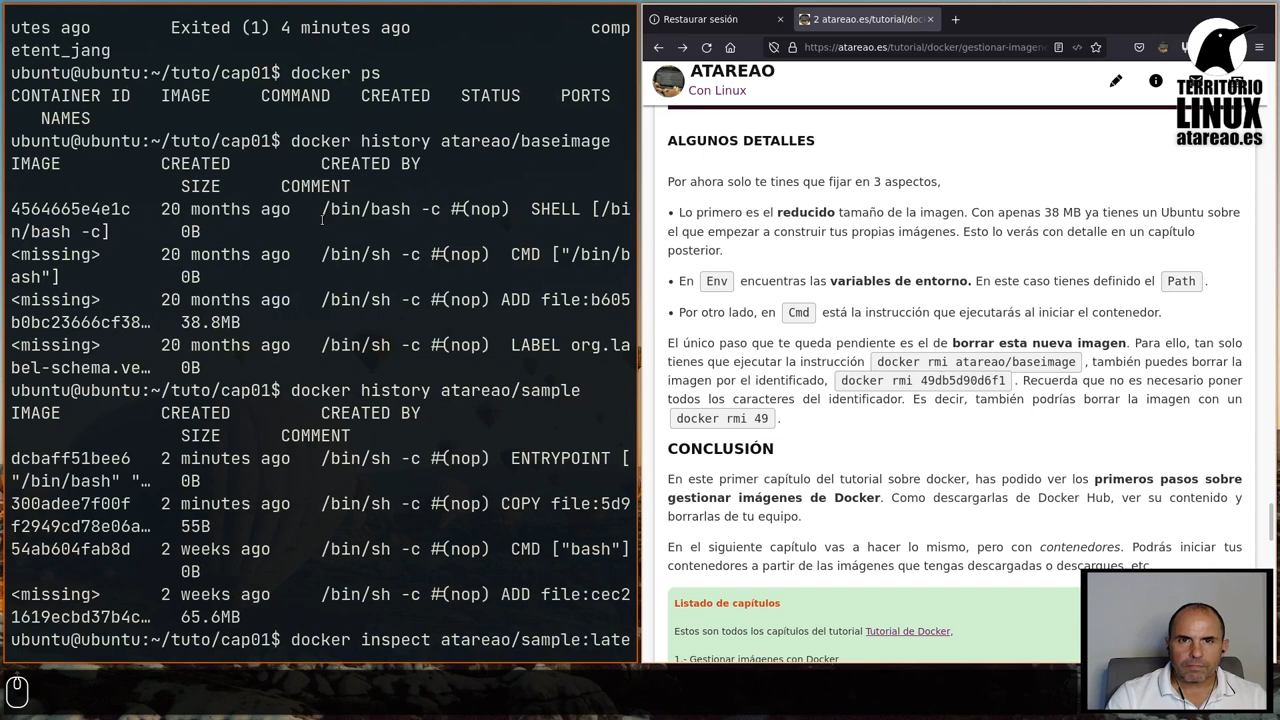 utes ago     Exited (1) 4 minutes ago                  comp
etent_jang
ubuntu@ubuntu:~/tuto/cap01$ docker ps
CONTAINER ID   IMAGE     COMMAND   CREATED   STATUS    PORTS
   NAMES
ubuntu@ubuntu:~/tuto/cap01$ docker history atareao/baseimage
IMAGE          CREATED         CREATED BY
                 SIZE      COMMENT
4564665e4e1c   20 months ago   /bin/bash -c #(nop)  SHELL [/bi
n/bash -c]       0B
<missing>      20 months ago   /bin/sh -c #(nop)  CMD ["/bin/b
ash"]            0B
<missing>      20 months ago   /bin/sh -c #(nop)  ADD file:b605
b0bc23666cf38…   38.8MB
<missing>      20 months ago   /bin/sh -c #(nop)  LABEL org.la
bel-schema.ve…   0B
ubuntu@ubuntu:~/tuto/cap01$ docker history atareao/sample
IMAGE          CREATED         CREATED BY
                 SIZE      COMMENT
dcbaff51bee6   2 minutes ago   /bin/sh -c #(nop)  ENTRYPOINT [
"/bin/bash" "…   0B
300adee7f00f   2 minutes ago   /bin/sh -c #(nop) COPY file:5d9
f2949cd78e06a…   55B
54ab604fab8d   2 weeks ago     /bin/sh -c #(nop)  CMD ["bash"]
                 0B
<missing>      2 weeks ago     /bin/sh -c #(nop) ADD file:cec2
1619ecbd37b4c…   65.6MB
ubuntu@ubuntu:~/tuto/cap01$ docker inspect atareao/sample:late
Restaurar sesión
2 atareao.es/tutorial/doc
https://atareao.es/tutorial/docker/gestionar-imagene
ATAREAO
Con Linux
TERRITORIO
LINUX
atareao.es
ALGUNOS DETALLES
Por ahora solo te tines que fijar en 3 aspectos,
• Lo primero es el reducido tamaño de la imagen. Con apenas 38 MB ya tienes un Ubuntu sobre
el que empezar a construir tus propias imágenes. Esto lo verás con detalle en un capítulo
posterior.
• En Env encuentras las variables de entorno. En este caso tienes definido el Path .
• Por otro lado, en Cmd está la instrucción que ejecutarás al iniciar el contenedor.
El único paso que te queda pendiente es el de borrar esta nueva imagen. Para ello, tan solo
tienes que ejecutar la instrucción docker rmi atareao/baseimage , también puedes borrar la
imagen por el identificado, docker rmi 49db5d90d6f1 . Recuerda que no es necesario poner
todos los caracteres del identificador. Es decir, también podrías borrar la imagen con un
docker rmi 49 .
CONCLUSIÓN
En este primer capítulo del tutorial sobre docker, has podido ver los primeros pasos sobre
gestionar imágenes de Docker. Como descargarlas de Docker Hub, ver su contenido y
borrarlas de tu equipo.
En el siguiente capítulo vas a hacer lo mismo, pero con contenedores. Podrás iniciar tus
contenedores a partir de las imágenes que tengas descargadas o descargues, etc.
Listado de capítulos
Estos son todos los capítulos del tutorial Tutorial de Docker,
1.- Gestionar imágenes con Docker